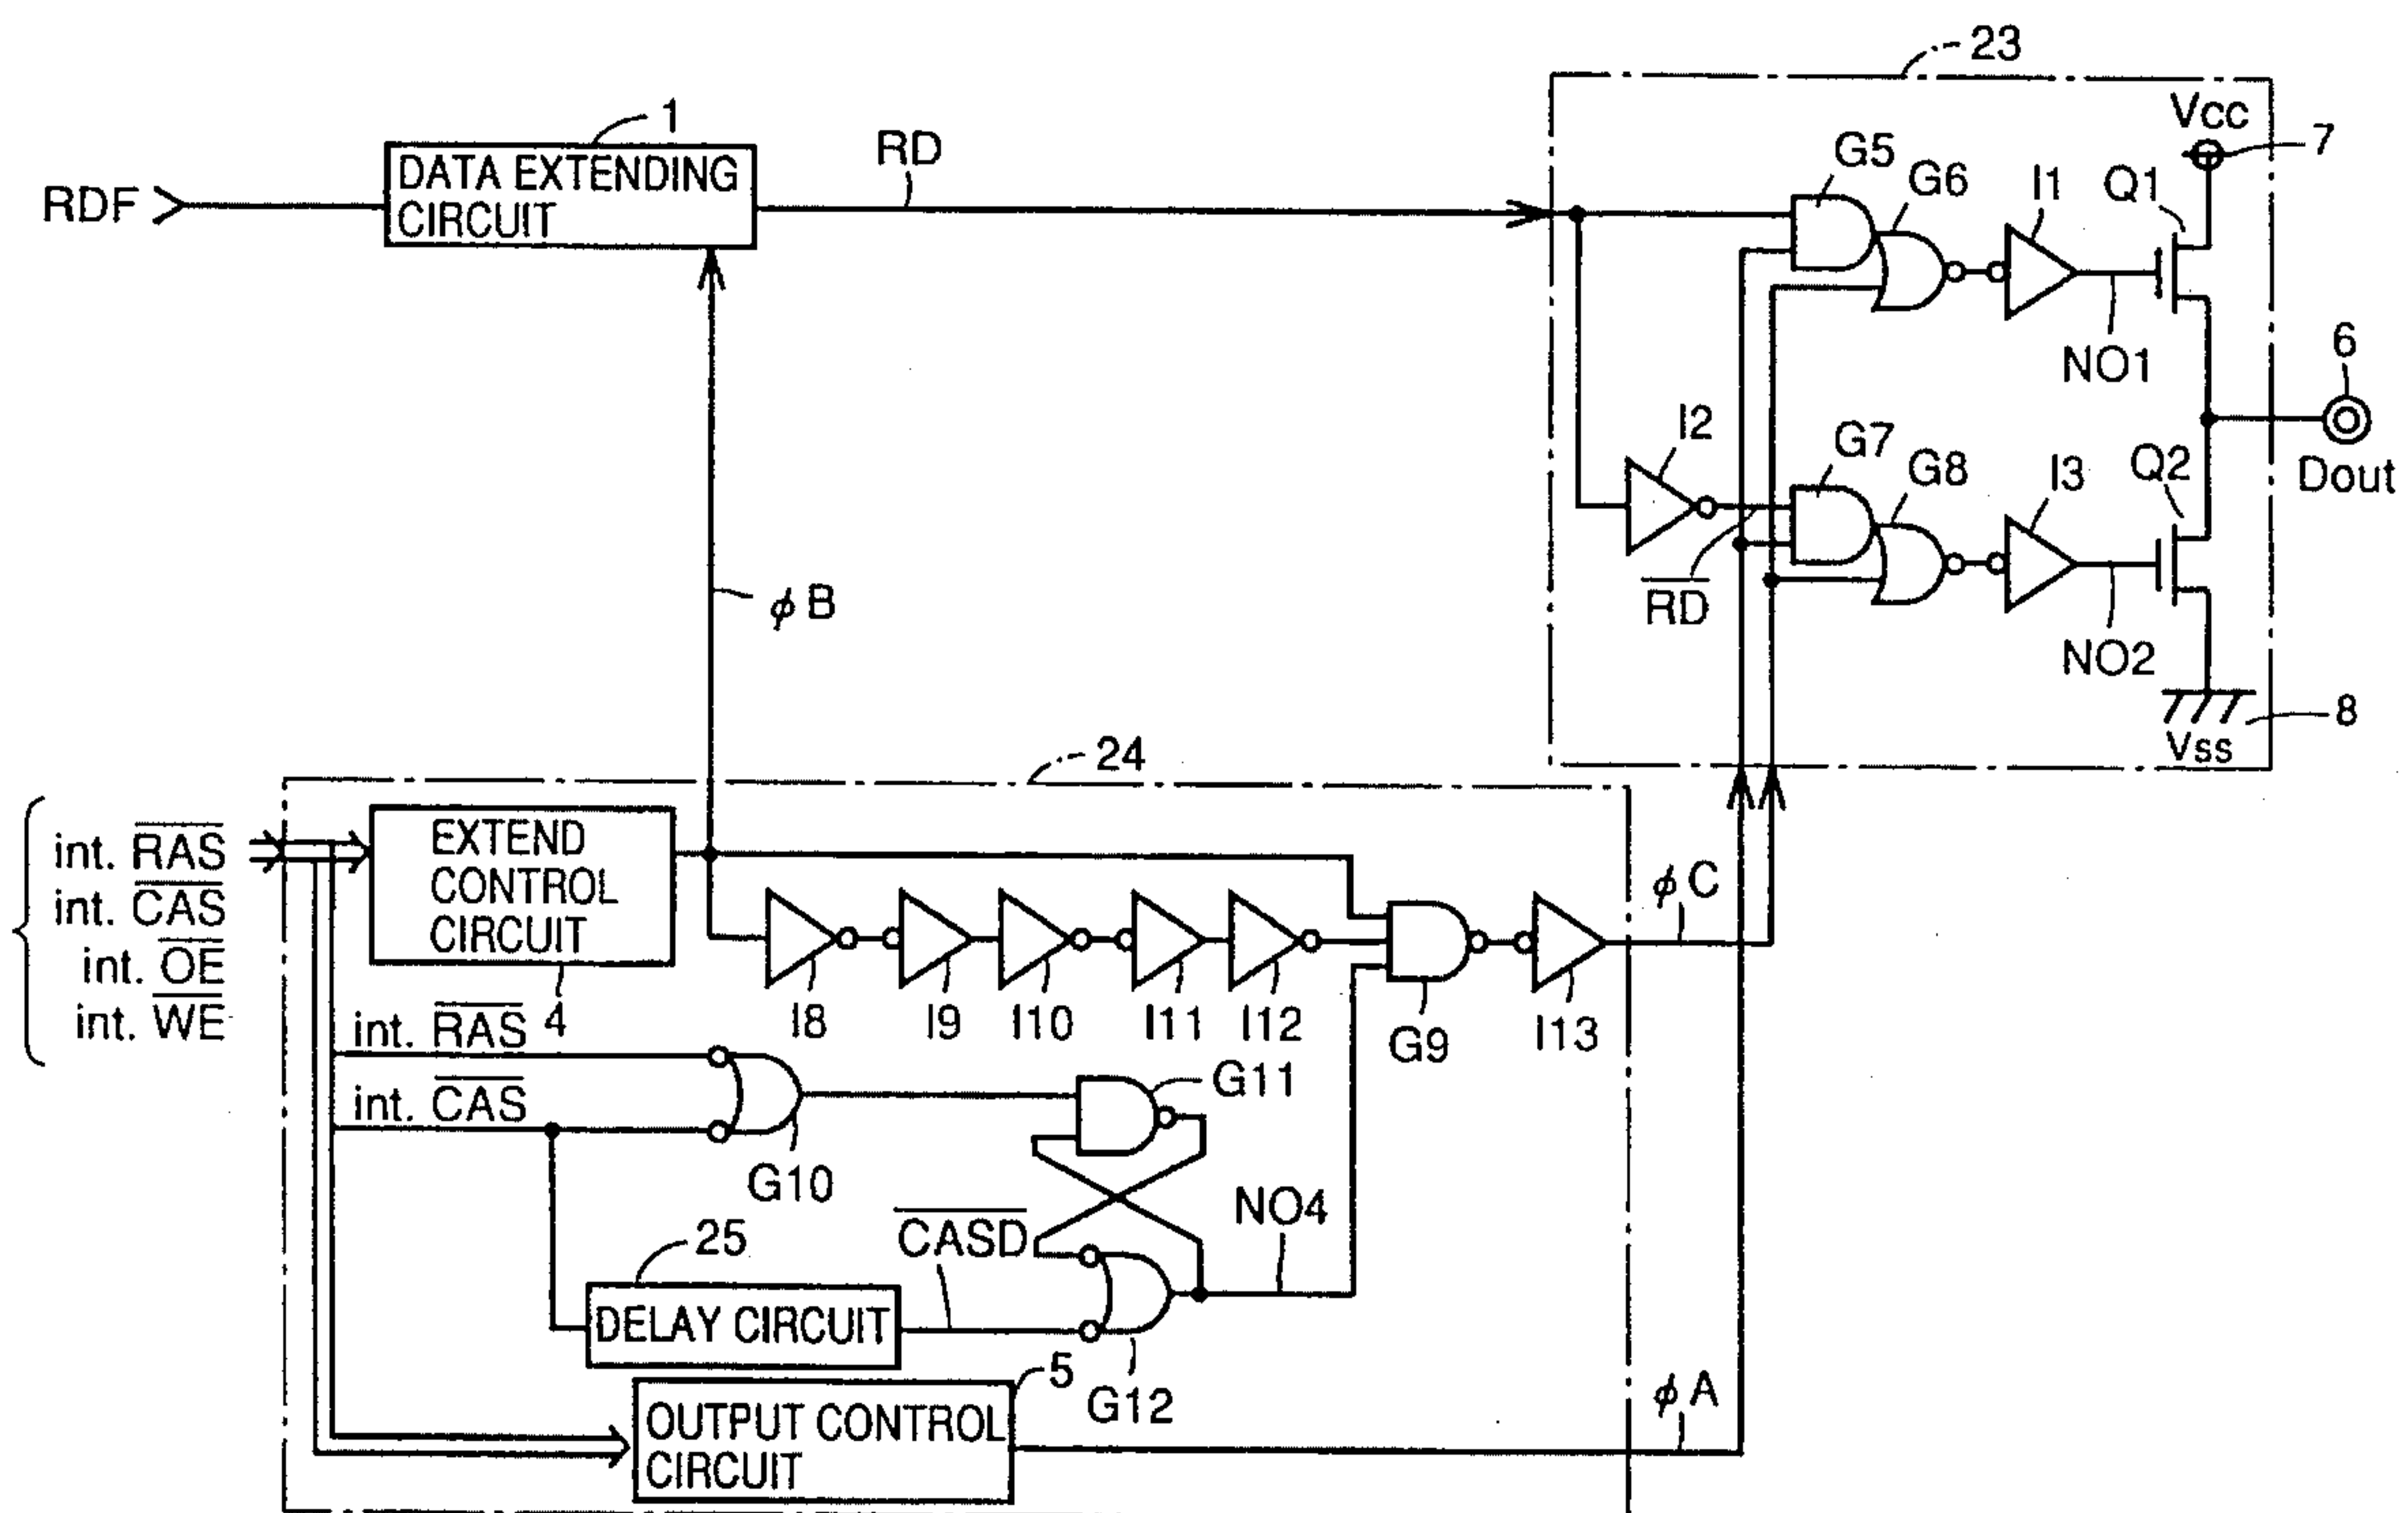 23
Vcc
7
1
DATA EXTENDING
CIRCUIT
RD
RDF
G5
G6
I1
Q1
NO1
6
Dout
I2
G7
G8
I3
Q2
RD
NO2
8
Vss
φB
24
int. RAS
int. CAS
int. OE
int. WE
EXTEND
CONTROL
CIRCUIT
4
I8
I9
I10
I11
I12
G9
I13
φC
int. RAS
int. CAS
G10
G11
25
CASD
NO4
DELAY CIRCUIT
G12
5
OUTPUT CONTROL
CIRCUIT
φA